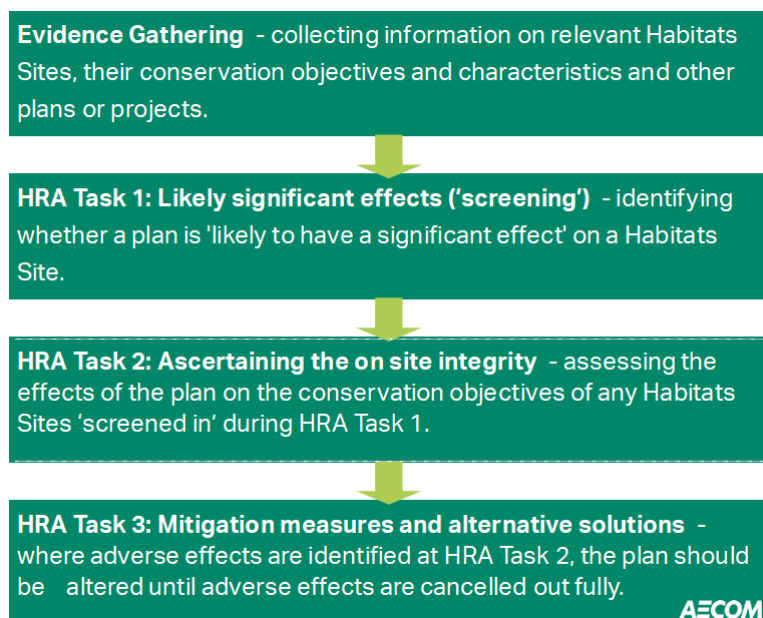 Evidence Gathering - collecting information on relevant Habitats
Sites, their conservation objectives and characteristics and other
plans or projects.
HRA Task 1: Likely significant effects (‘screening’) - identifying
whether a plan is 'likely to have a significant effect' on a Habitats
Site.
HRA Task 2: Ascertaining the on site integrity - assessing the
effects of the plan on the conservation objectives of any Habitats
Sites ‘screened in’ during HRA Task 1.
HRA Task 3: Mitigation measures and alternative solutions -
where adverse effects are identified at HRA Task 2, the plan should
be altered until adverse effects are cancelled out fully.
AECOM